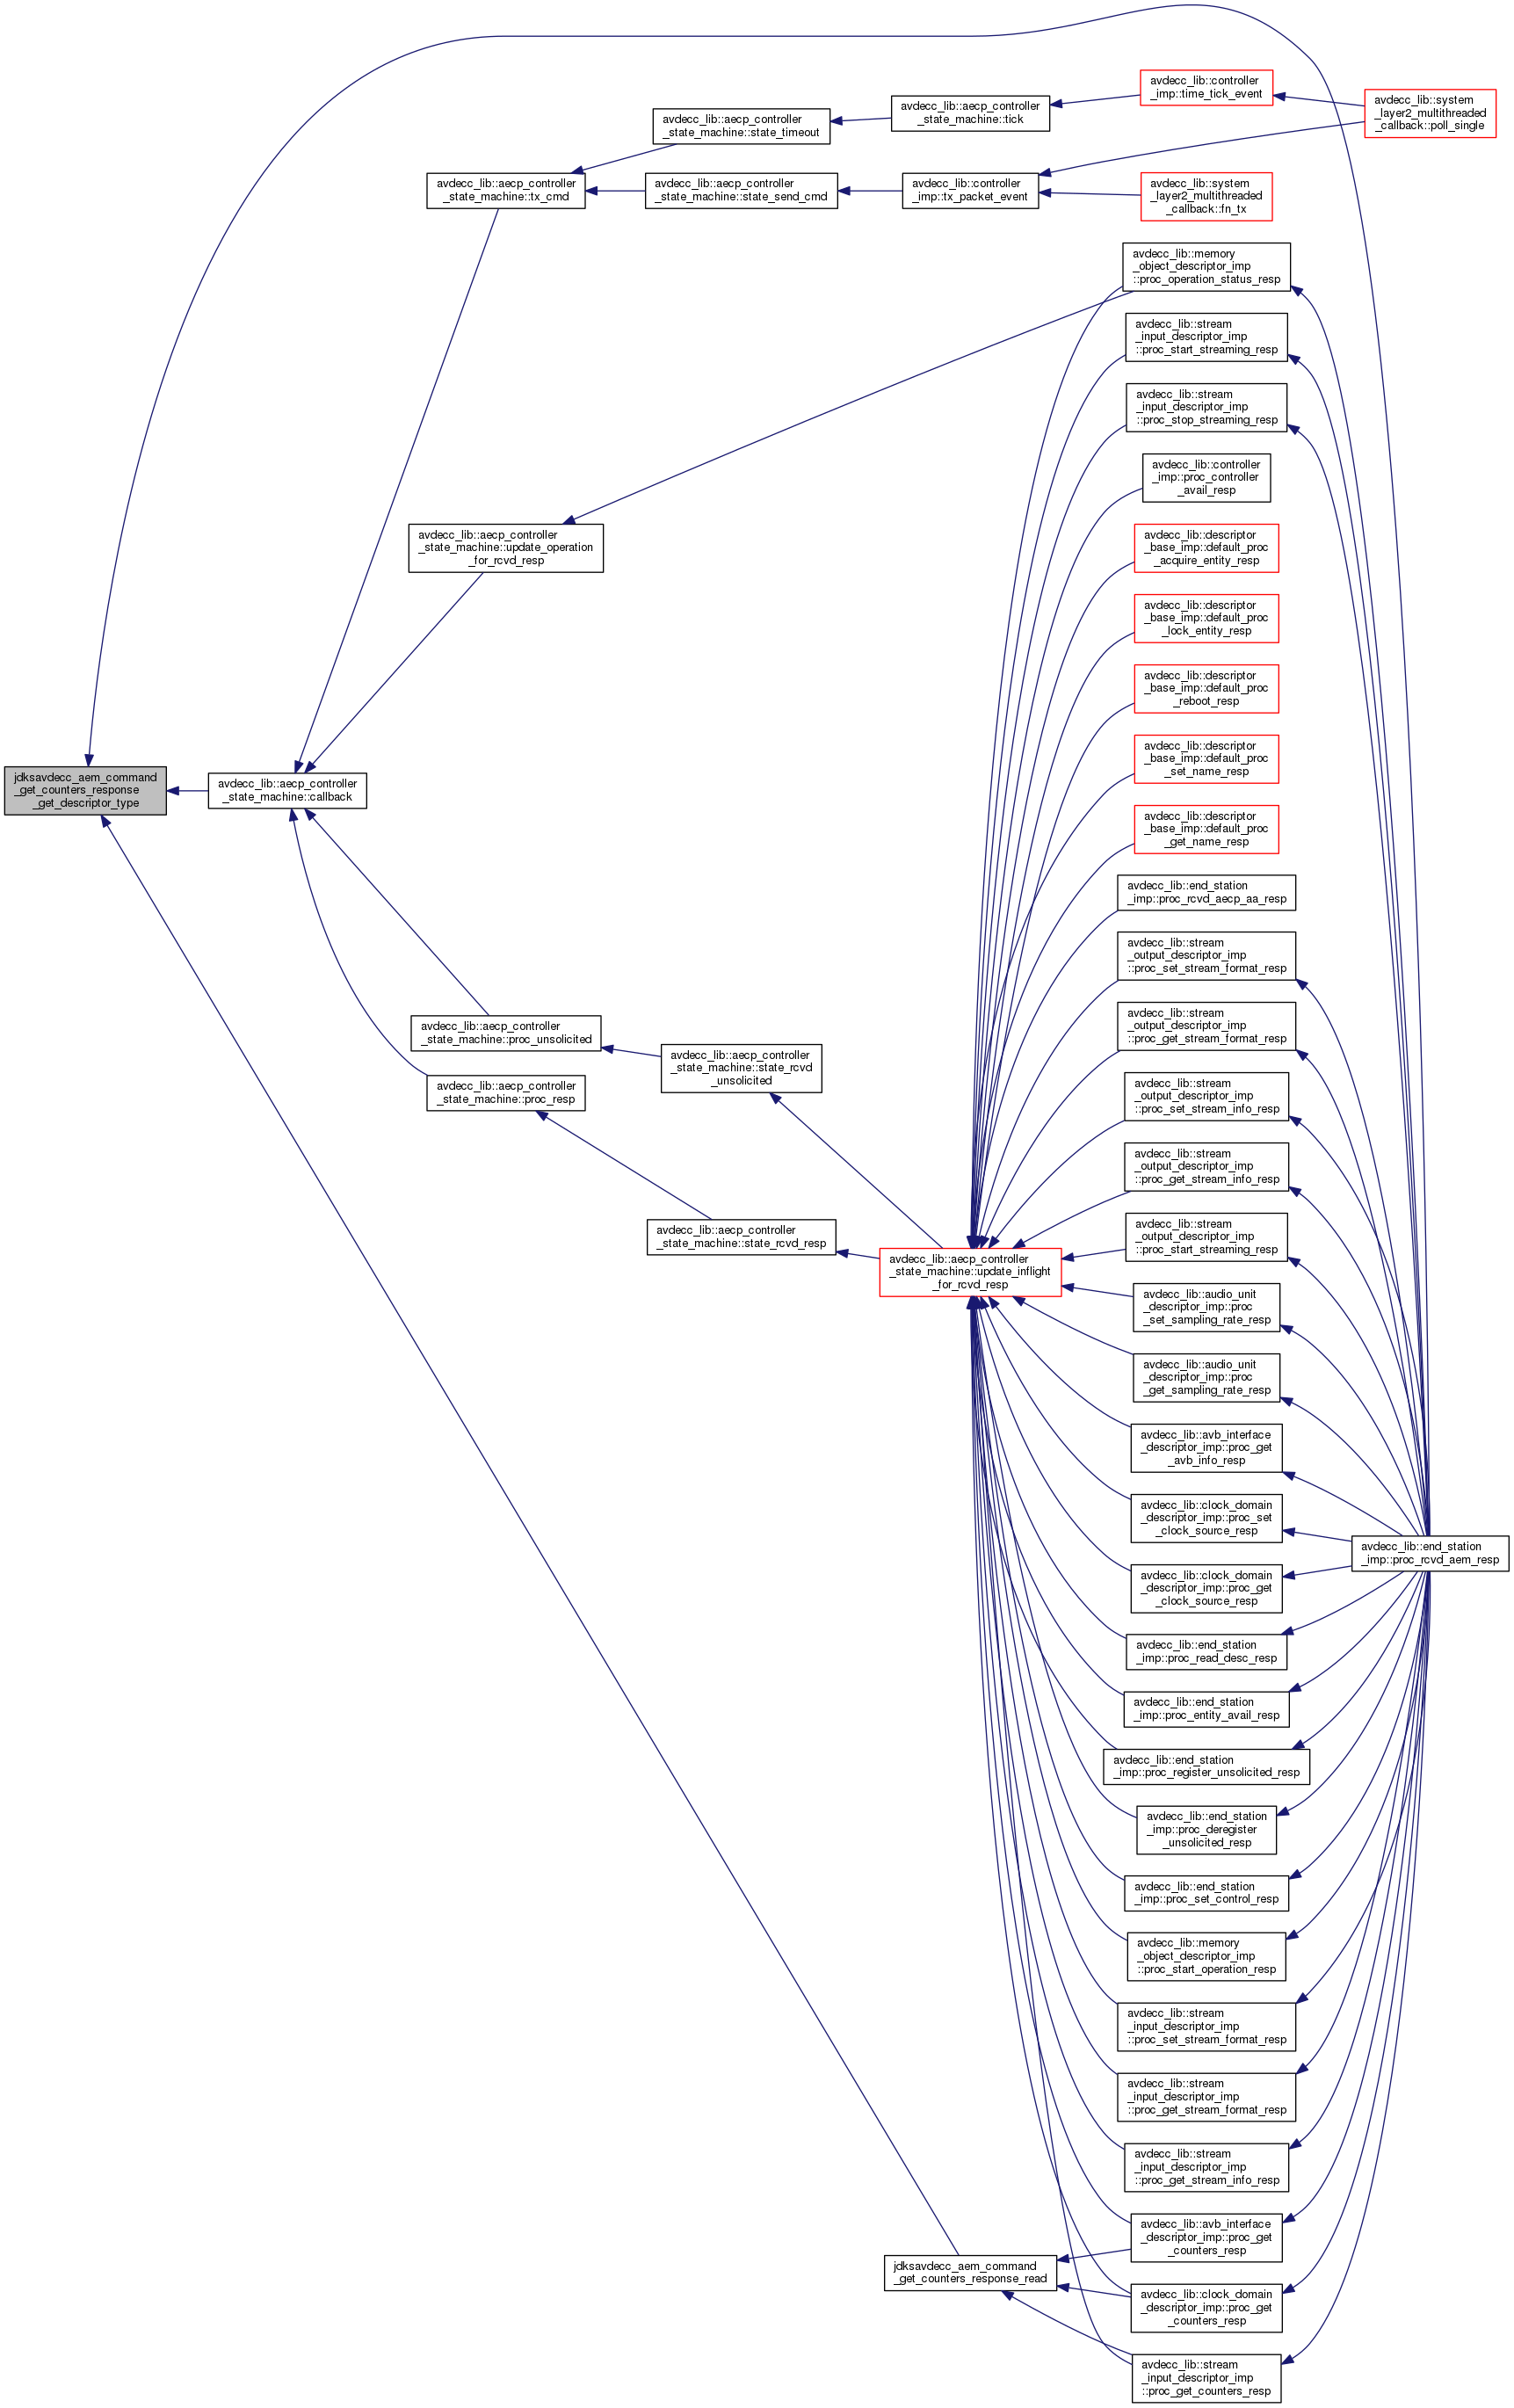 avdecc_lib::controller
_imp::time_tick_event
avdecc_lib::system
_layer2_multithreaded
_callback::poll_single
avdecc_lib::aecp_controller
_state_machine::tick
avdecc_lib::aecp_controller
_state_machine::state_timeout
avdecc_lib::aecp_controller
_state_machine::tx_cmd
avdecc_lib::aecp_controller
_state_machine::state_send_cmd
avdecc_lib::controller
_imp::tx_packet_event
avdecc_lib::system
_layer2_multithreaded
_callback::fn_tx
avdecc_lib::memory
_object_descriptor_imp
::proc_operation_status_resp
avdecc_lib::stream
_input_descriptor_imp
::proc_start_streaming_resp
avdecc_lib::stream
_input_descriptor_imp
::proc_stop_streaming_resp
avdecc_lib::controller
_imp::proc_controller
_avail_resp
avdecc_lib::aecp_controller
_state_machine::update_operation
_for_rcvd_resp
avdecc_lib::descriptor
_base_imp::default_proc
_acquire_entity_resp
avdecc_lib::descriptor
_base_imp::default_proc
_lock_entity_resp
avdecc_lib::descriptor
_base_imp::default_proc
_reboot_resp
avdecc_lib::descriptor
_base_imp::default_proc
_set_name_resp
jdksavdecc_aem_command
_get_counters_response
_get_descriptor_type
avdecc_lib::aecp_controller
_state_machine::callback
avdecc_lib::descriptor
_base_imp::default_proc
_get_name_resp
avdecc_lib::end_station
_imp::proc_rcvd_aecp_aa_resp
avdecc_lib::stream
_output_descriptor_imp
::proc_set_stream_format_resp
avdecc_lib::stream
_output_descriptor_imp
::proc_get_stream_format_resp
avdecc_lib::aecp_controller
_state_machine::proc_unsolicited
avdecc_lib::aecp_controller
_state_machine::state_rcvd
_unsolicited
avdecc_lib::aecp_controller
_state_machine::proc_resp
avdecc_lib::stream
_output_descriptor_imp
::proc_set_stream_info_resp
avdecc_lib::stream
_output_descriptor_imp
::proc_get_stream_info_resp
avdecc_lib::aecp_controller
_state_machine::state_rcvd_resp
avdecc_lib::aecp_controller
_state_machine::update_inflight
_for_rcvd_resp
avdecc_lib::stream
_output_descriptor_imp
::proc_start_streaming_resp
avdecc_lib::audio_unit
_descriptor_imp::proc
_set_sampling_rate_resp
avdecc_lib::audio_unit
_descriptor_imp::proc
_get_sampling_rate_resp
avdecc_lib::avb_interface
_descriptor_imp::proc_get
_avb_info_resp
avdecc_lib::clock_domain
_descriptor_imp::proc_set
_clock_source_resp
avdecc_lib::end_station
_imp::proc_rcvd_aem_resp
avdecc_lib::clock_domain
_descriptor_imp::proc_get
_clock_source_resp
avdecc_lib::end_station
_imp::proc_read_desc_resp
avdecc_lib::end_station
_imp::proc_entity_avail_resp
avdecc_lib::end_station
_imp::proc_register_unsolicited_resp
avdecc_lib::end_station
_imp::proc_deregister
_unsolicited_resp
avdecc_lib::end_station
_imp::proc_set_control_resp
avdecc_lib::memory
_object_descriptor_imp
::proc_start_operation_resp
avdecc_lib::stream
_input_descriptor_imp
::proc_set_stream_format_resp
avdecc_lib::stream
_input_descriptor_imp
::proc_get_stream_format_resp
avdecc_lib::stream
_input_descriptor_imp
::proc_get_stream_info_resp
avdecc_lib::avb_interface
_descriptor_imp::proc_get
_counters_resp
jdksavdecc_aem_command
_get_counters_response_read
avdecc_lib::clock_domain
_descriptor_imp::proc_get
_counters_resp
avdecc_lib::stream
_input_descriptor_imp
::proc_get_counters_resp